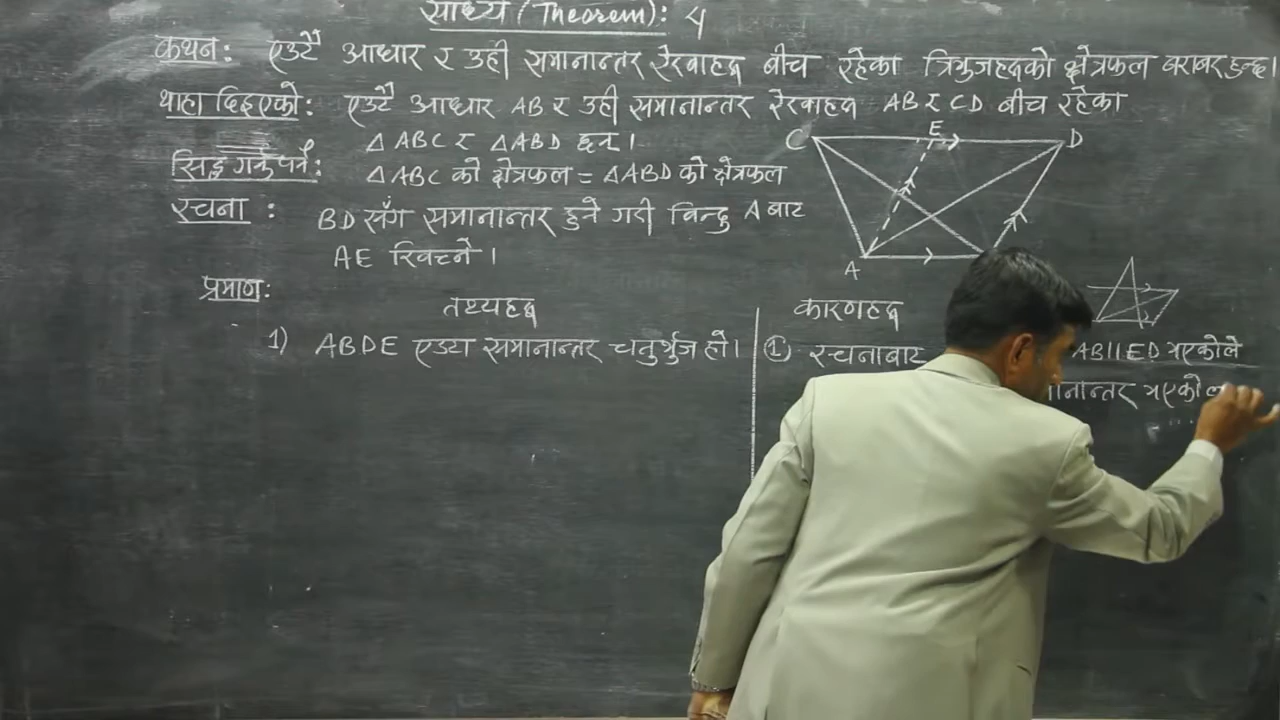 साध्य (Theorem): 4
कथन: एउटै आधार र उही समानान्तर रेखाहरू बीच रहेका त्रिभुजहरूको क्षेत्रफल बराबर हुन्छ।
थाहा दिइएको: एउटै आधार AB र उही समानान्तर रेखाहरू AB र CD बीच रहेका
△ABC र △ABD छन्।
सिद्ध गर्नुपर्ने: △ABC को क्षेत्रफल = △ABD को क्षेत्रफल
रचना: BD सँग समानान्तर हुने गरी बिन्दु A बाट
AE खिच्ने।
C E D
A
प्रमाण:
तथ्यहरू कारणहरू
1) ABDE एउटा समानान्तर चतुर्भुज हो। ① रचनाबाट AB||ED भएकोले
भएकोल